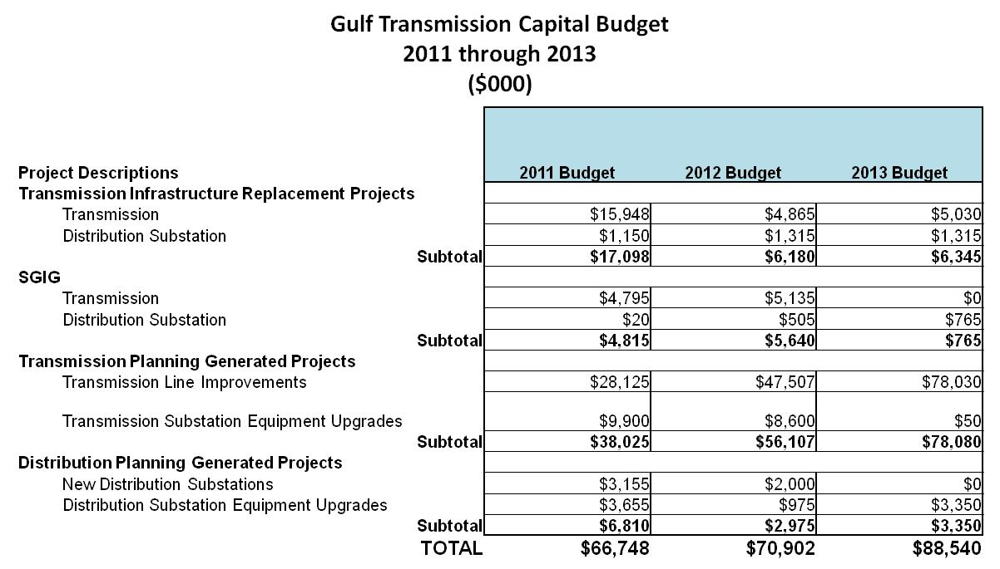 Gulf Transmission Capital Budget
2011 through 2013
($000)
Project Descriptions 2011 Budget 2012 Budget 2013 Budget
Transmission Infrastructure Replacement Projects
Transmission $15,948 $4,865 $5,030
Distribution Substation $1,150 $1,315 $1,315
Subtotal $17,098 $6,180 $6,345
SGIG
Transmission $4,795 $5,135 $0
Distribution Substation $20 $505 $765
Subtotal $4,815 $5,640 $765
Transmission Planning Generated Projects
Transmission Line Improvements $28,125 $47,507 $78,030
Transmission Substation Equipment Upgrades $9,900 $8,600 $50
Subtotal $38,025 $56,107 $78,080
Distribution Planning Generated Projects
New Distribution Substations $3,155 $2,000 $0
Distribution Substation Equipment Upgrades $3,655 $975 $3,350
Subtotal $6,810 $2,975 $3,350
TOTAL $66,748 $70,902 $88,540